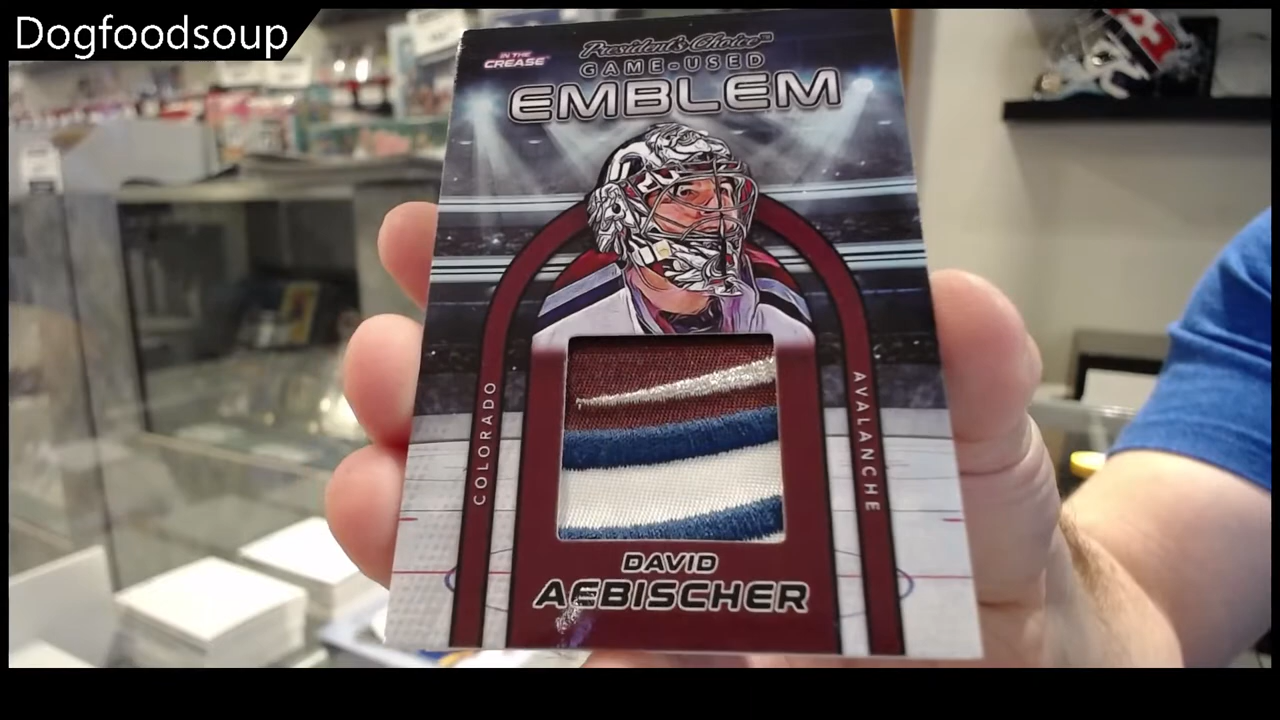 Dogfoodsoup
IN THE
CREASE
President's Choice
GAME-USED
EMBLEM
COLORADO
AVALANCHE
DAVID
AEBISCHER